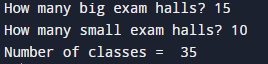 How many big exam halls? 15
How many small exam halls? 10
Number of classes =  35